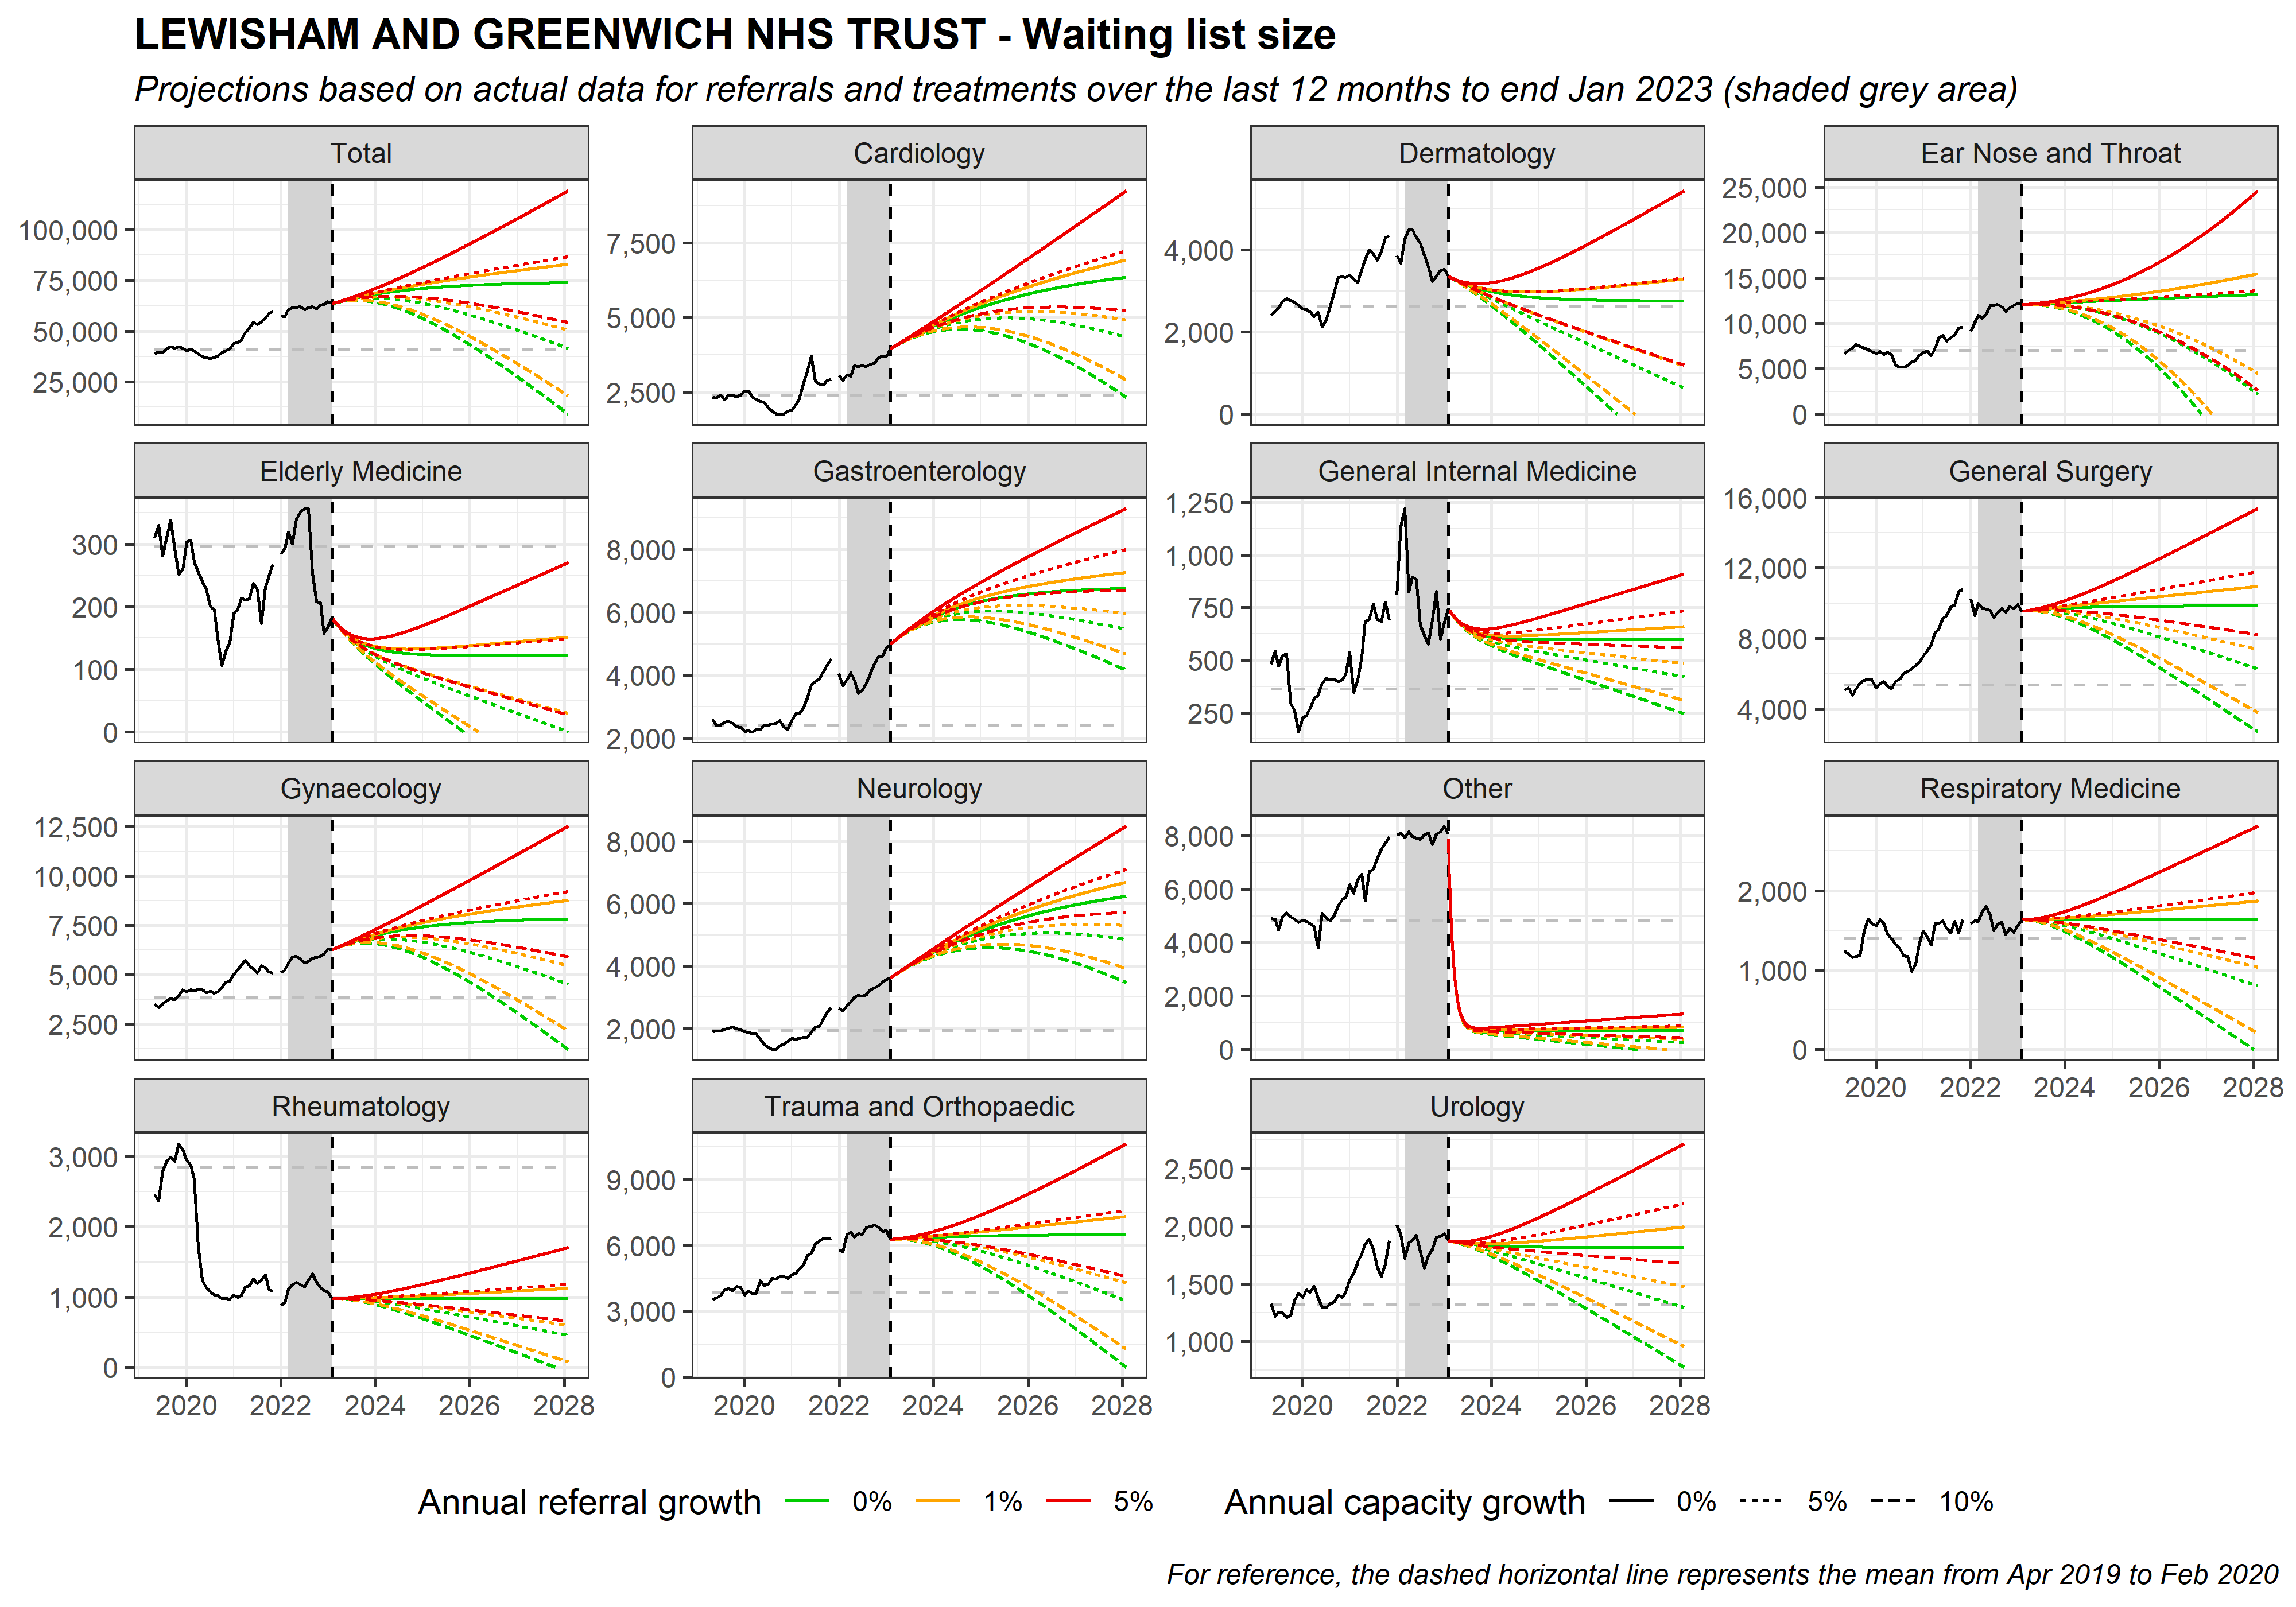 LEWISHAM AND GREENWICH NHS TRUST - Waiting list size
Projections based on actual data for referrals and treatments over the last 12 months to end Jan 2023 (shaded grey area)
Total
100,000
75,000
50,000
25,000
Cardiology
7,500
5,000
2,500
Dermatology
4,000
2,000
0
Ear Nose and Throat
25,000
20,000
15,000
10,000
5,000
0
Elderly Medicine
300
200
100
0
Gastroenterology
8,000
6,000
4,000
2,000
General Internal Medicine
1,250
1,000
750
500
250
General Surgery
16,000
12,000
8,000
4,000
Gynaecology
12,500
10,000
7,500
5,000
2,500
Neurology
8,000
6,000
4,000
2,000
Other
8,000
6,000
4,000
2,000
0
Respiratory Medicine
2,000
1,000
0
2020 2022 2024 2026 2028
Rheumatology
3,000
2,000
1,000
0
2020 2022 2024 2026 2028
Trauma and Orthopaedic
9,000
6,000
3,000
0
2020 2022 2024 2026 2028
Urology
2,500
2,000
1,500
1,000
2020 2022 2024 2026 2028
Annual referral growth 0% 1% 5% Annual capacity growth 0% 5% 10%
For reference, the dashed horizontal line represents the mean from Apr 2019 to Feb 2020